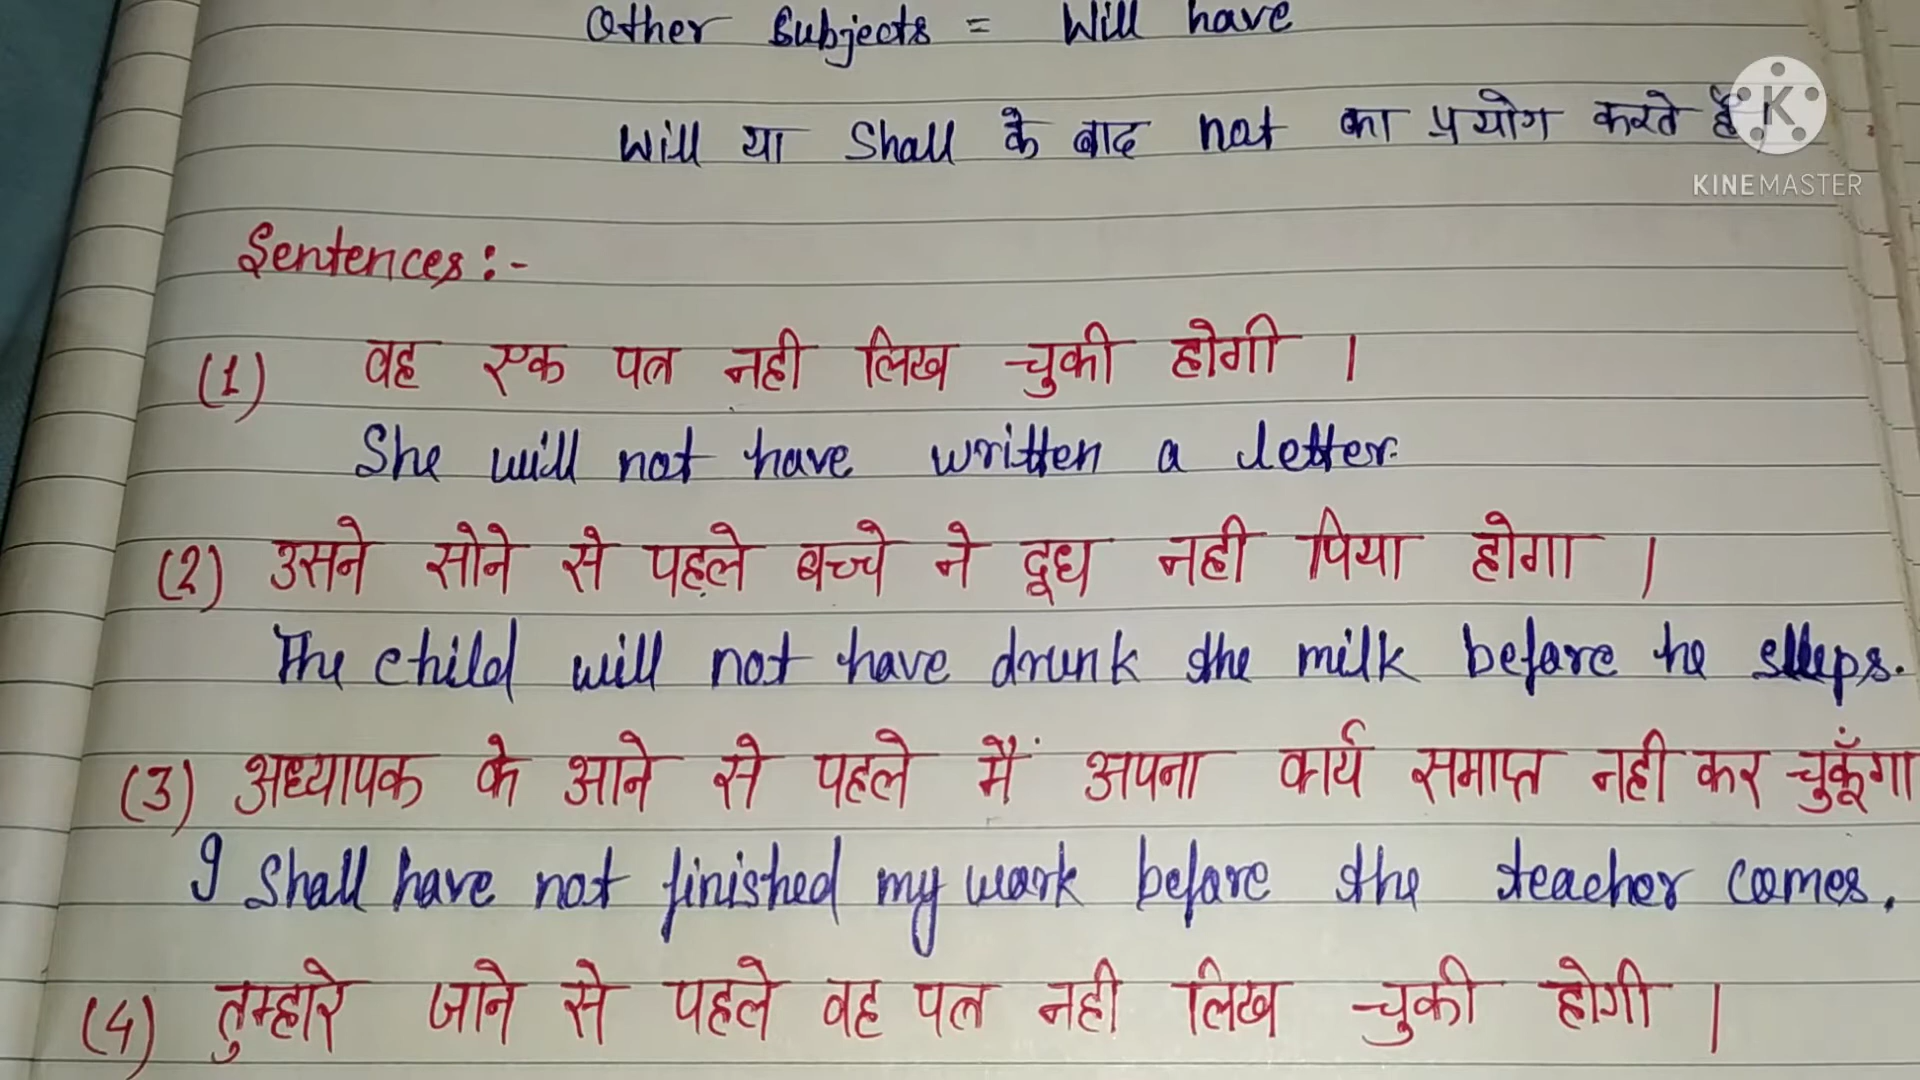 Other Subjects = Will have
Will या Shall के बाद not का प्रयोग करते हैं,
KINEMASTER
Sentences:-
(1) वह एक पत्र नही लिख चुकी होगी ।
She will not have written a letter.
(2) उसने सोने से पहले बच्चे ने दूध नही पिया होगा ।
The child will not have drunk the milk before he sleeps.
(3) अध्यापक के आने से पहले मैं अपना कार्य समाप्त नही कर चुकूँगा
I Shall have not finished my work before the teacher comes.
(4) तुम्हारे जाने से पहले वह पत्र नही लिख चुकी होगी ।